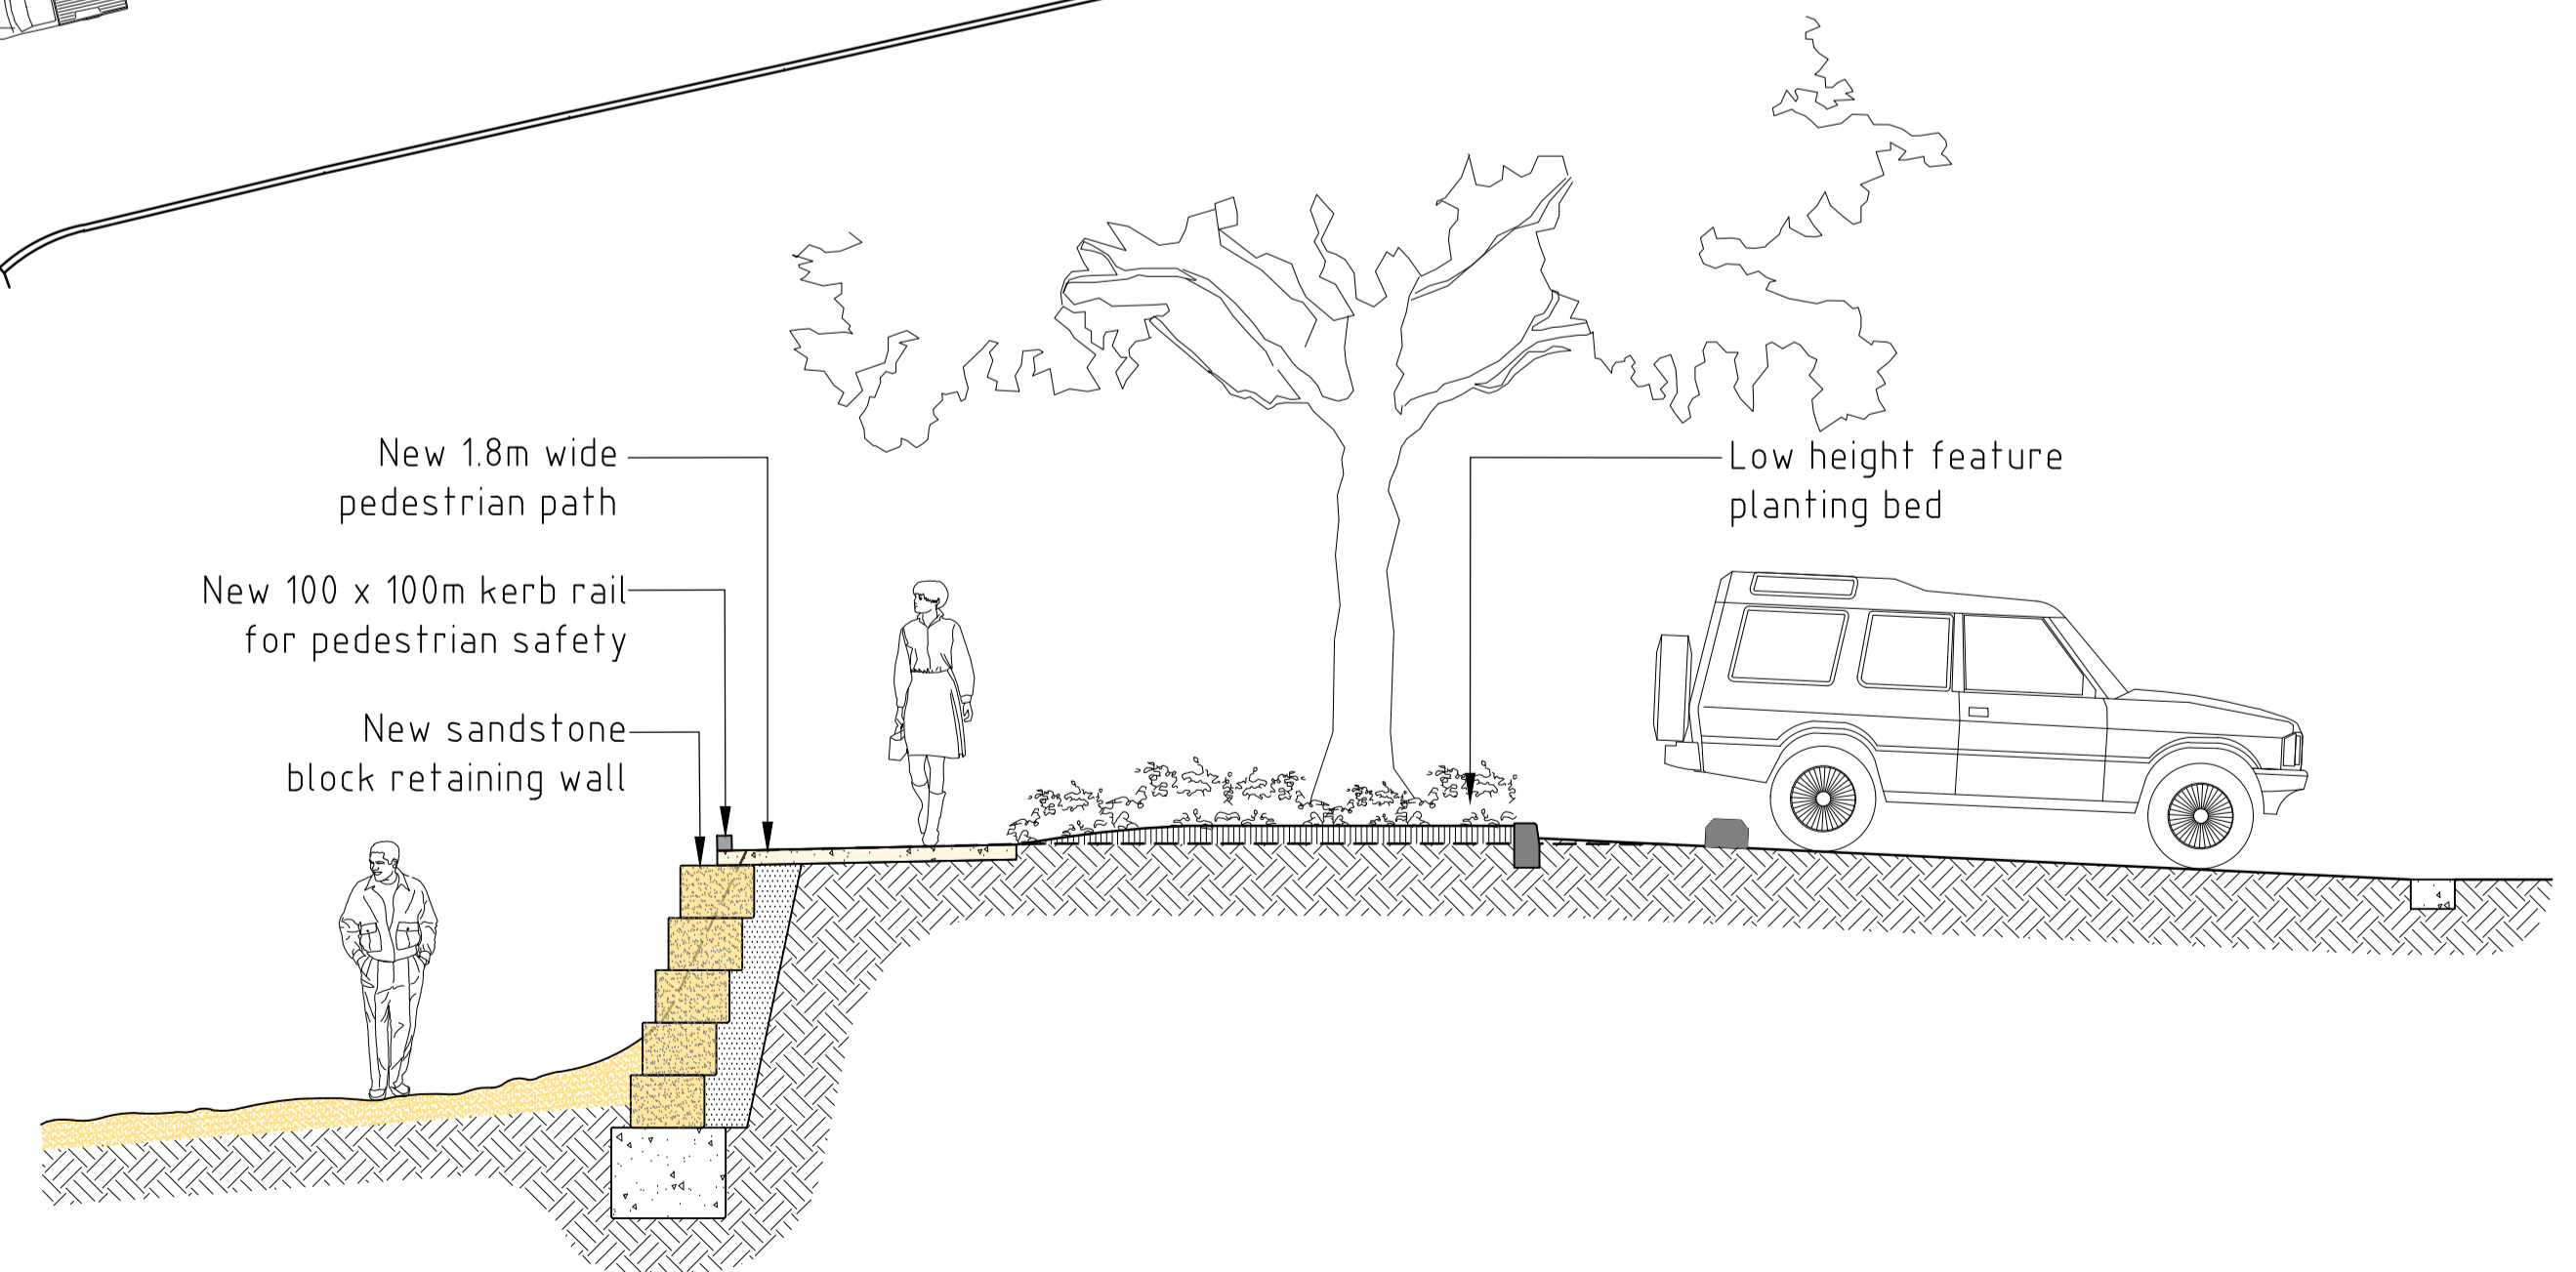 New 1.8m wide
pedestrian path
New 100 x 100m kerb rail
for pedestrian safety
New sandstone
block retaining wall
Low height feature
planting bed